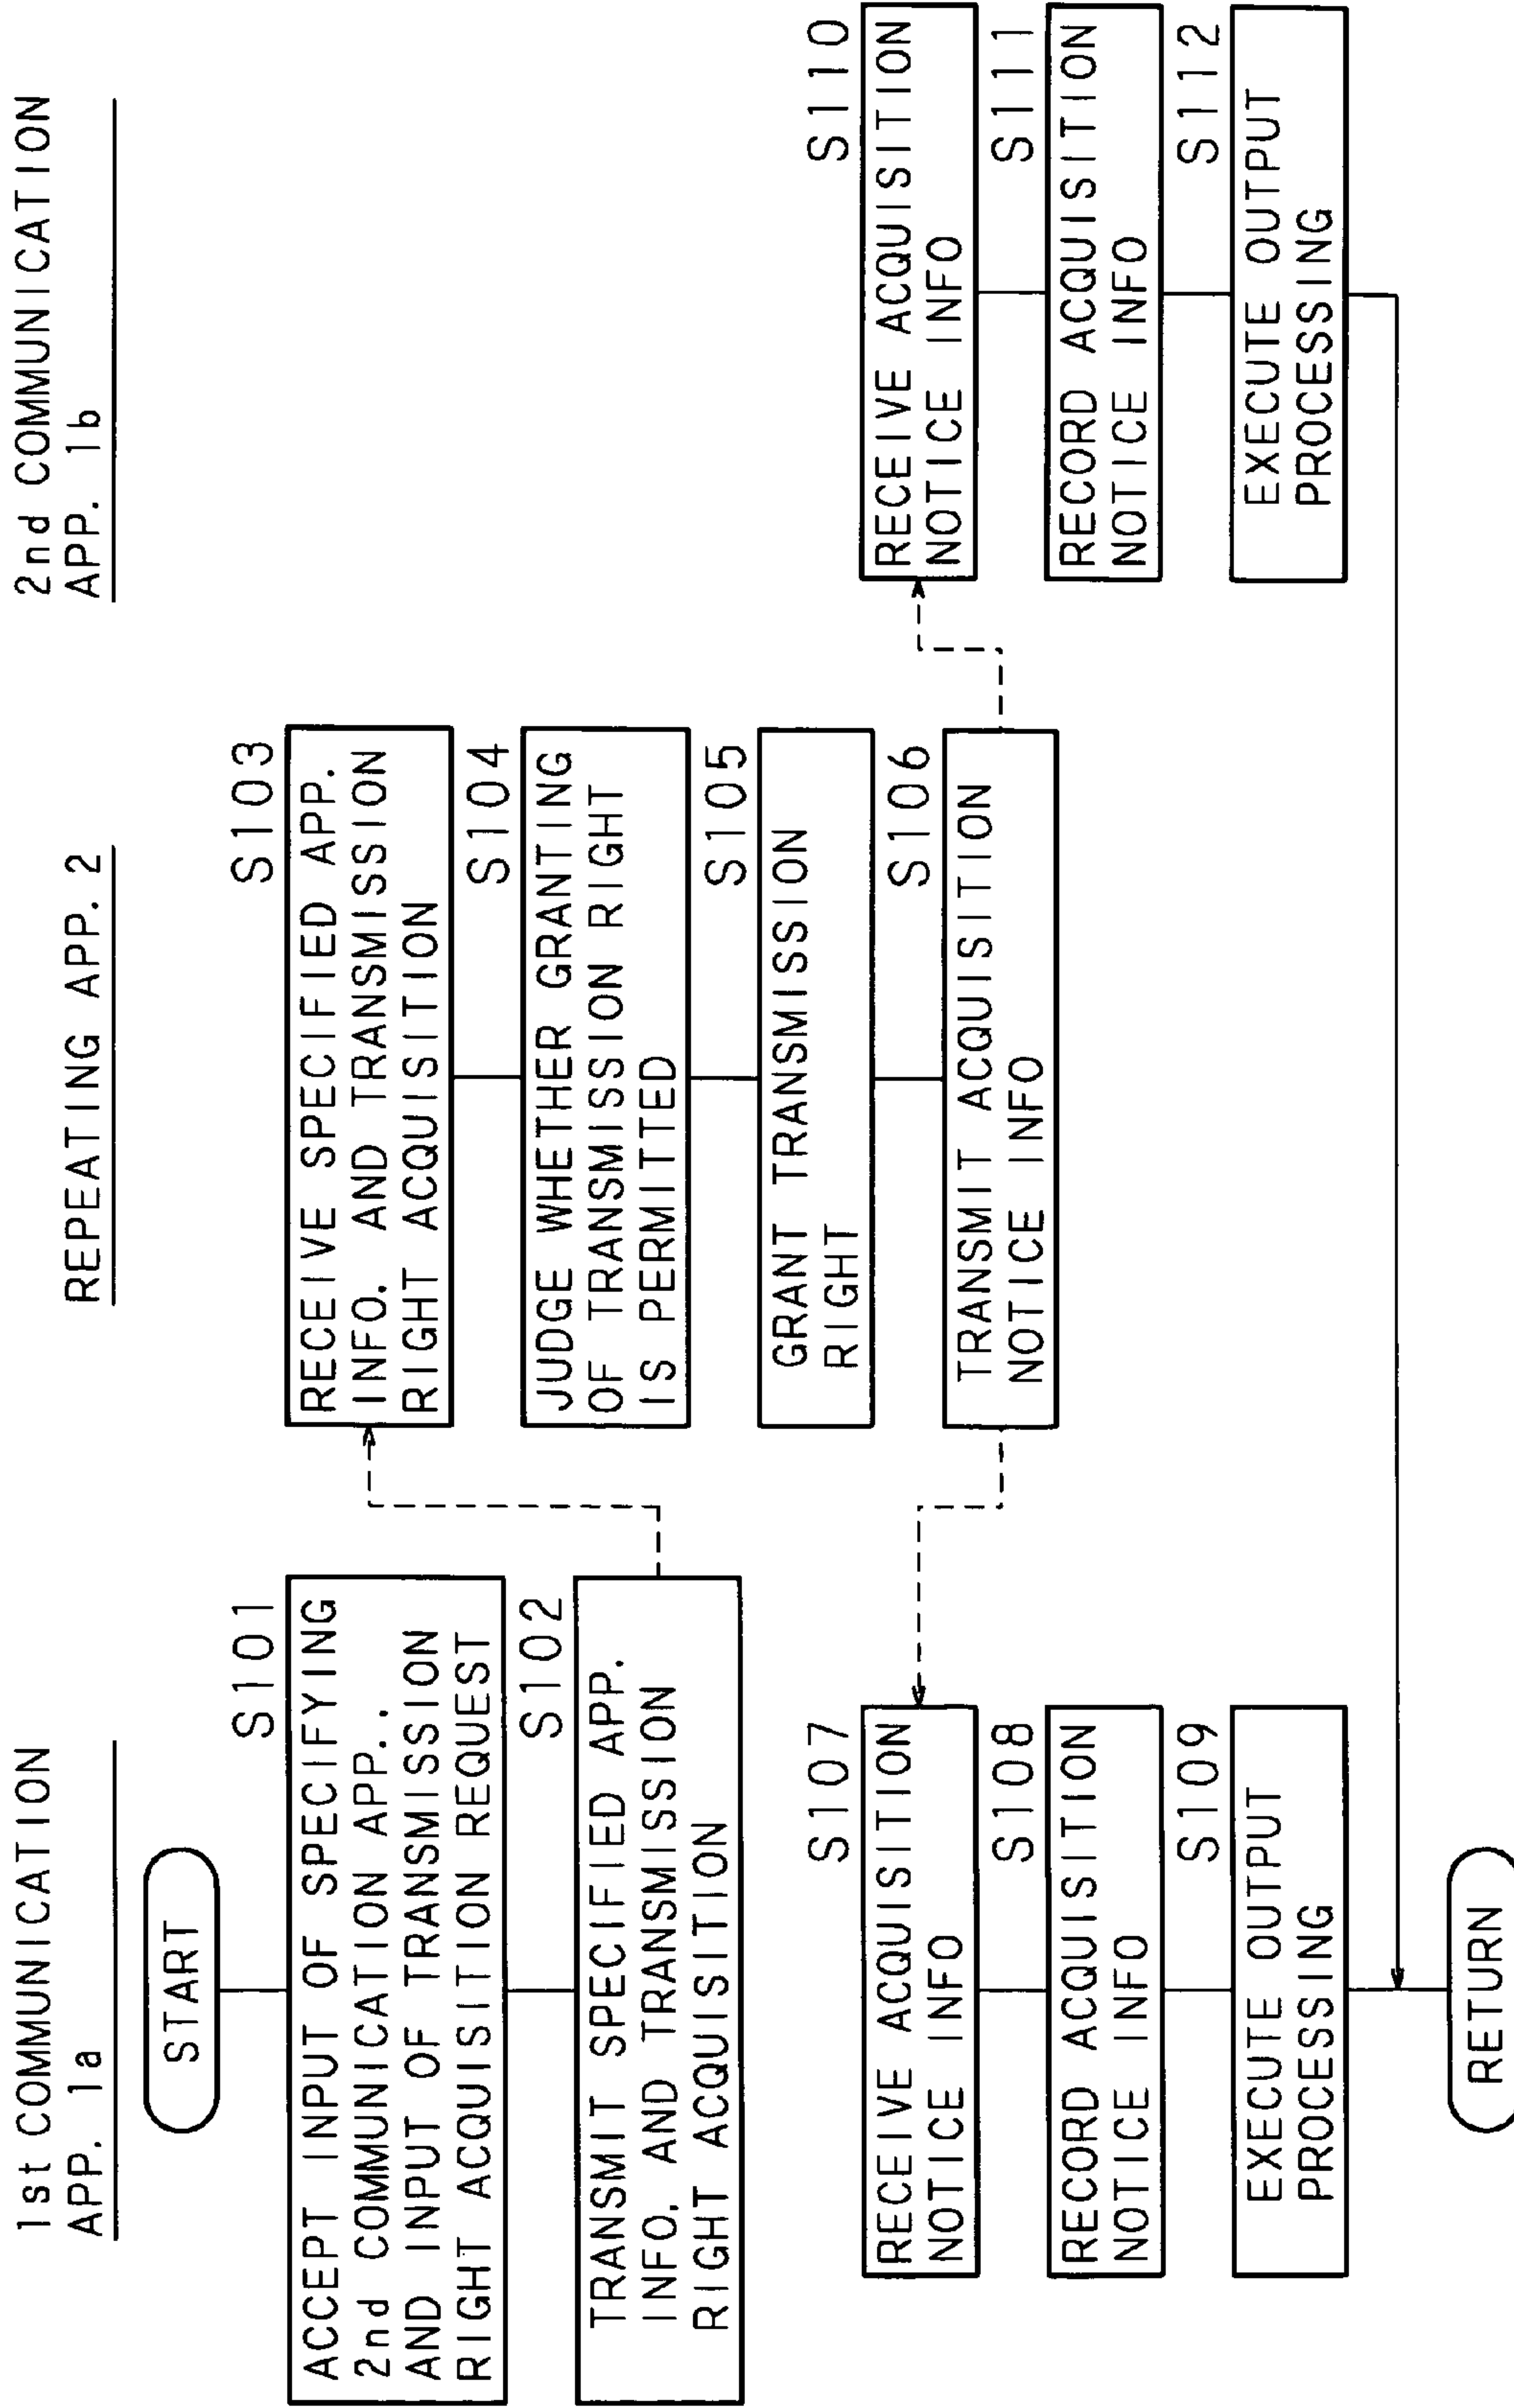 1st COMMUNICATION
APP. 1a
START
S101
ACCEPT INPUT OF SPECIFYING
2nd COMMUNICATION APP..
AND INPUT OF TRANSMISSION
RIGHT ACQUISITION REQUEST
S102
TRANSMIT SPECIFIED APP.
INFO. AND TRANSMISSION
RIGHT ACQUISITION
REPEATING APP. 2
S103
RECEIVE SPECIFIED APP.
INFO. AND TRANSMISSION
RIGHT ACQUISITION
S104
JUDGE WHETHER GRANTING
OF TRANSMISSION RIGHT
IS PERMITTED
S105
GRANT TRANSMISSION
RIGHT
S106
TRANSMIT ACQUISITION
NOTICE INFO
S107
RECEIVE ACQUISITION
NOTICE INFO
S108
RECORD ACQUISITION
NOTICE INFO
S109
EXECUTE OUTPUT
PROCESSING
2nd COMMUNICATION
APP. 1b
S110
RECEIVE ACQUISITION
NOTICE INFO
S111
RECORD ACQUISITION
NOTICE INFO
S112
EXECUTE OUTPUT
PROCESSING
RETURN